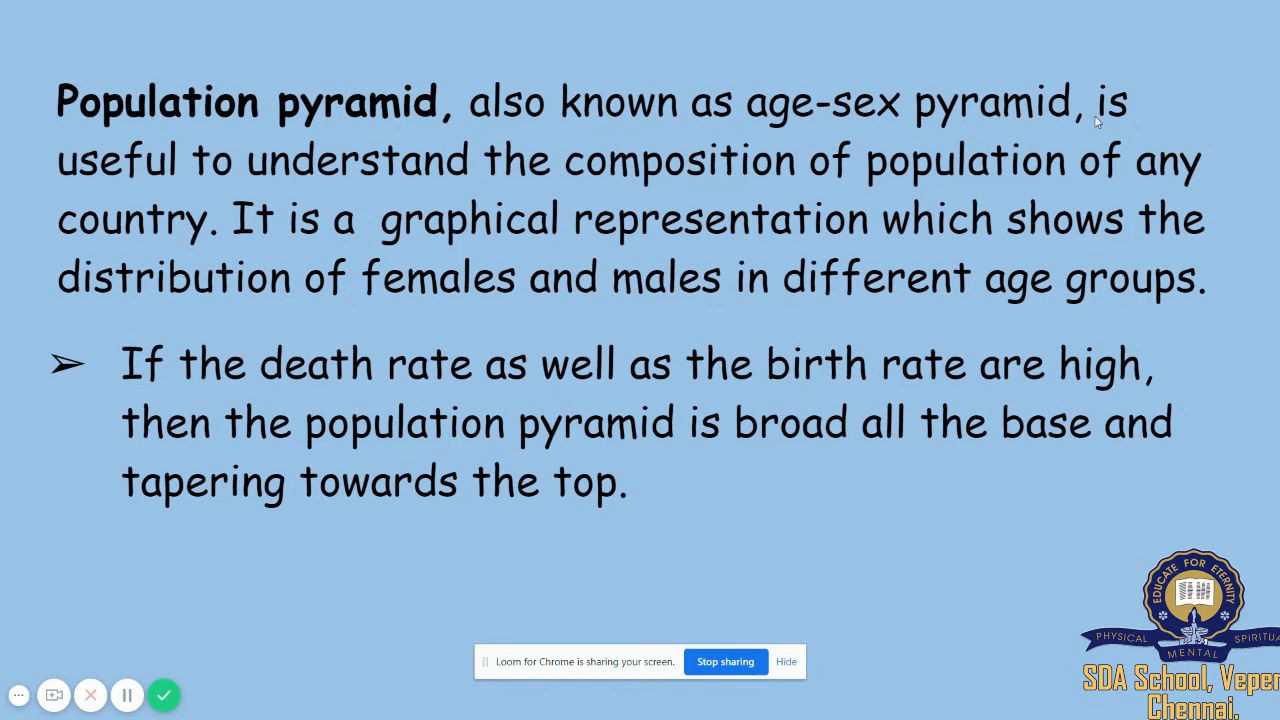 Population pyramid, also known as age-sex pyramid, is
useful to understand the composition of population of any
country. It is a graphical representation which shows the
distribution of females and males in different age groups.
➢ If the death rate as well as the birth rate are high,
then the population pyramid is broad all the base and
tapering towards the top.
EDUCATE FOR ETERNITY
PHYSICAL
MENTAL
SDA School,
Chennai.
Loom for Chrome is sharing your screen.
Stop sharing
Hide